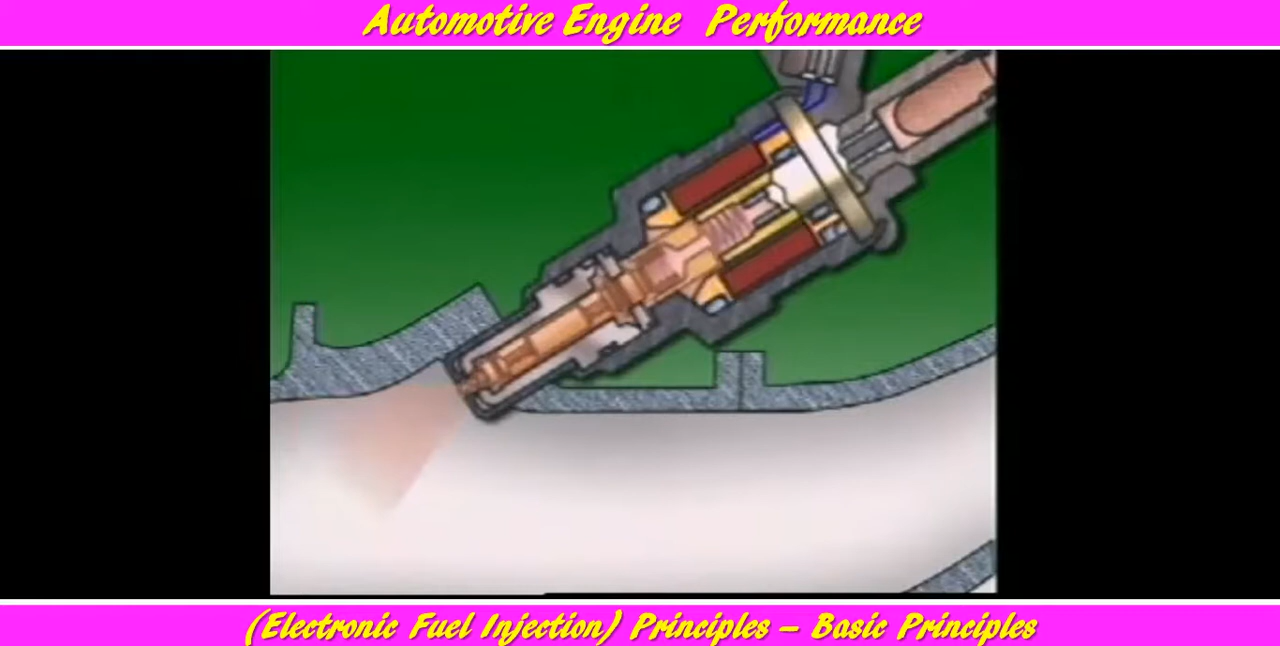 Automotive Engine Performance
(Electronic Fuel Injection) Principles – Basic Principles